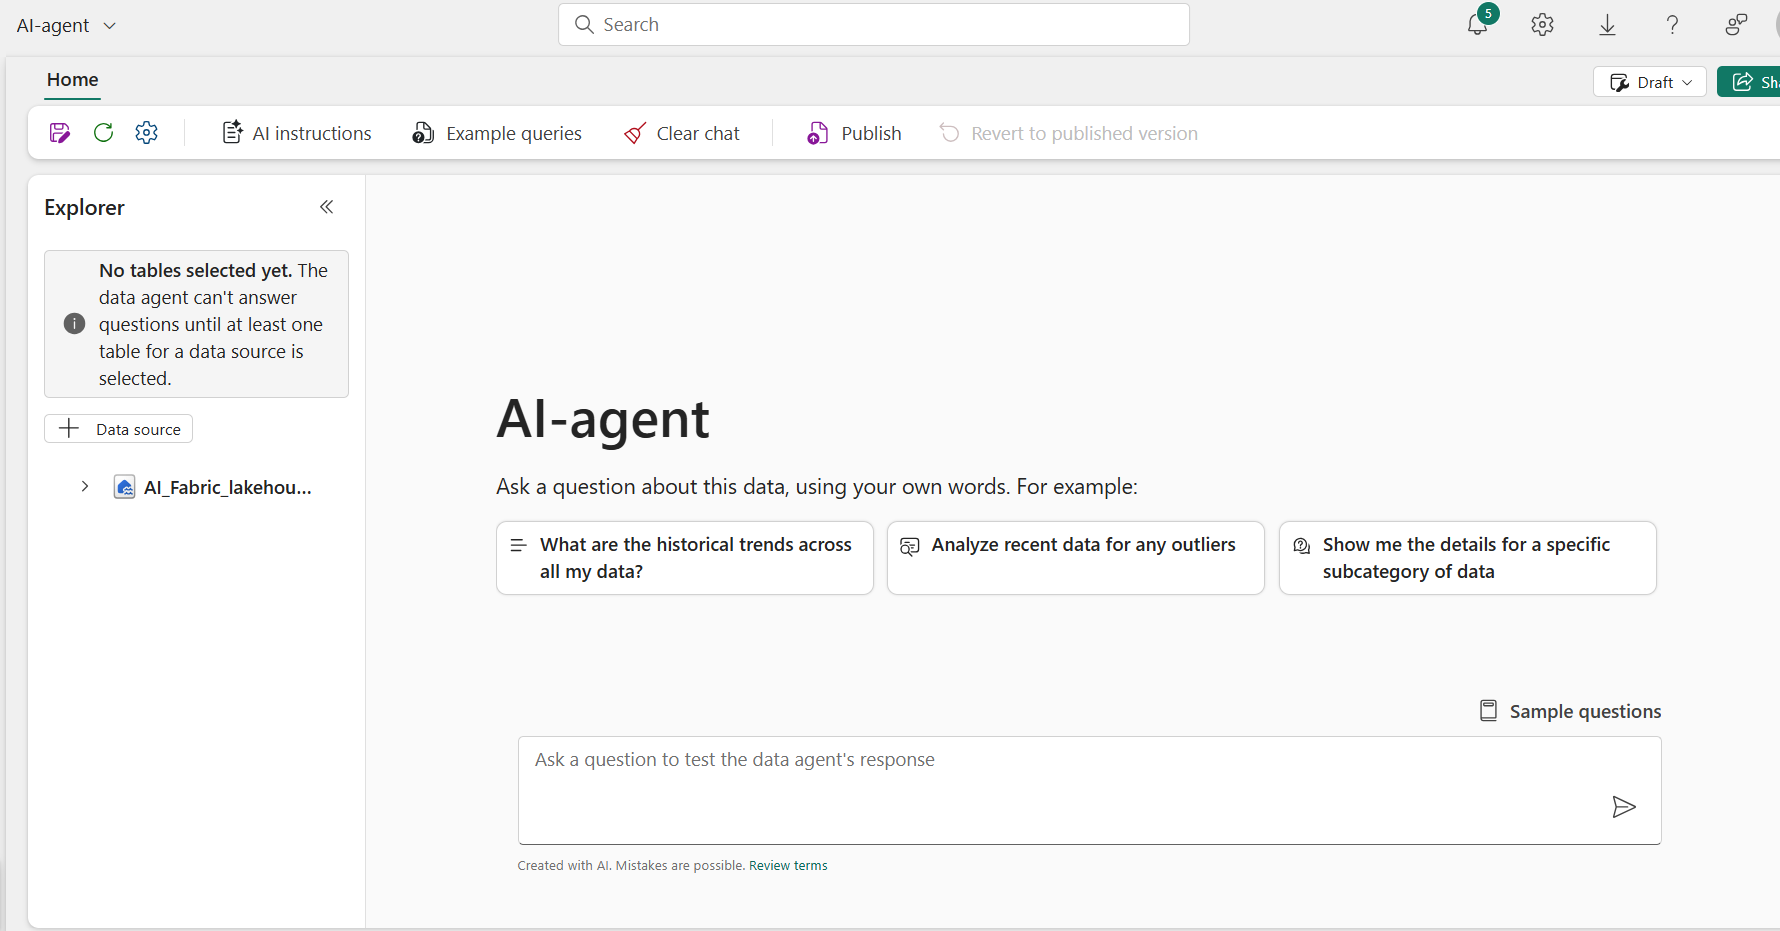 AI-agent
Search
5
Home
Draft
Sha
AI instructions
Example queries
Clear chat
Publish
Revert to published version
Explorer
No tables selected yet. The
data agent can't answer
questions until at least one
table for a data source is
selected.
Data source
AI_Fabric_lakehou...
AI-agent
Ask a question about this data, using your own words. For example:
What are the historical trends across
all my data?
Analyze recent data for any outliers
Show me the details for a specific
subcategory of data
Sample questions
Ask a question to test the data agent's response
Created with AI. Mistakes are possible. Review terms